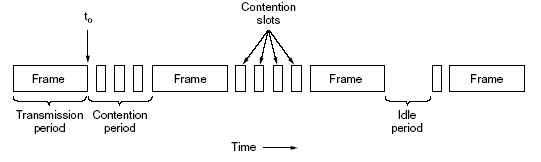 Contention
slots
t₀
Frame
Frame
Frame
Frame
Transmission
period
Contention
period
Idle
period
Time